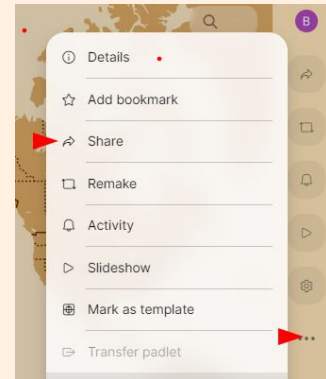 B
Details
Add bookmark
Share
Remake
Activity
Slideshow
Mark as template
Transfer padlet